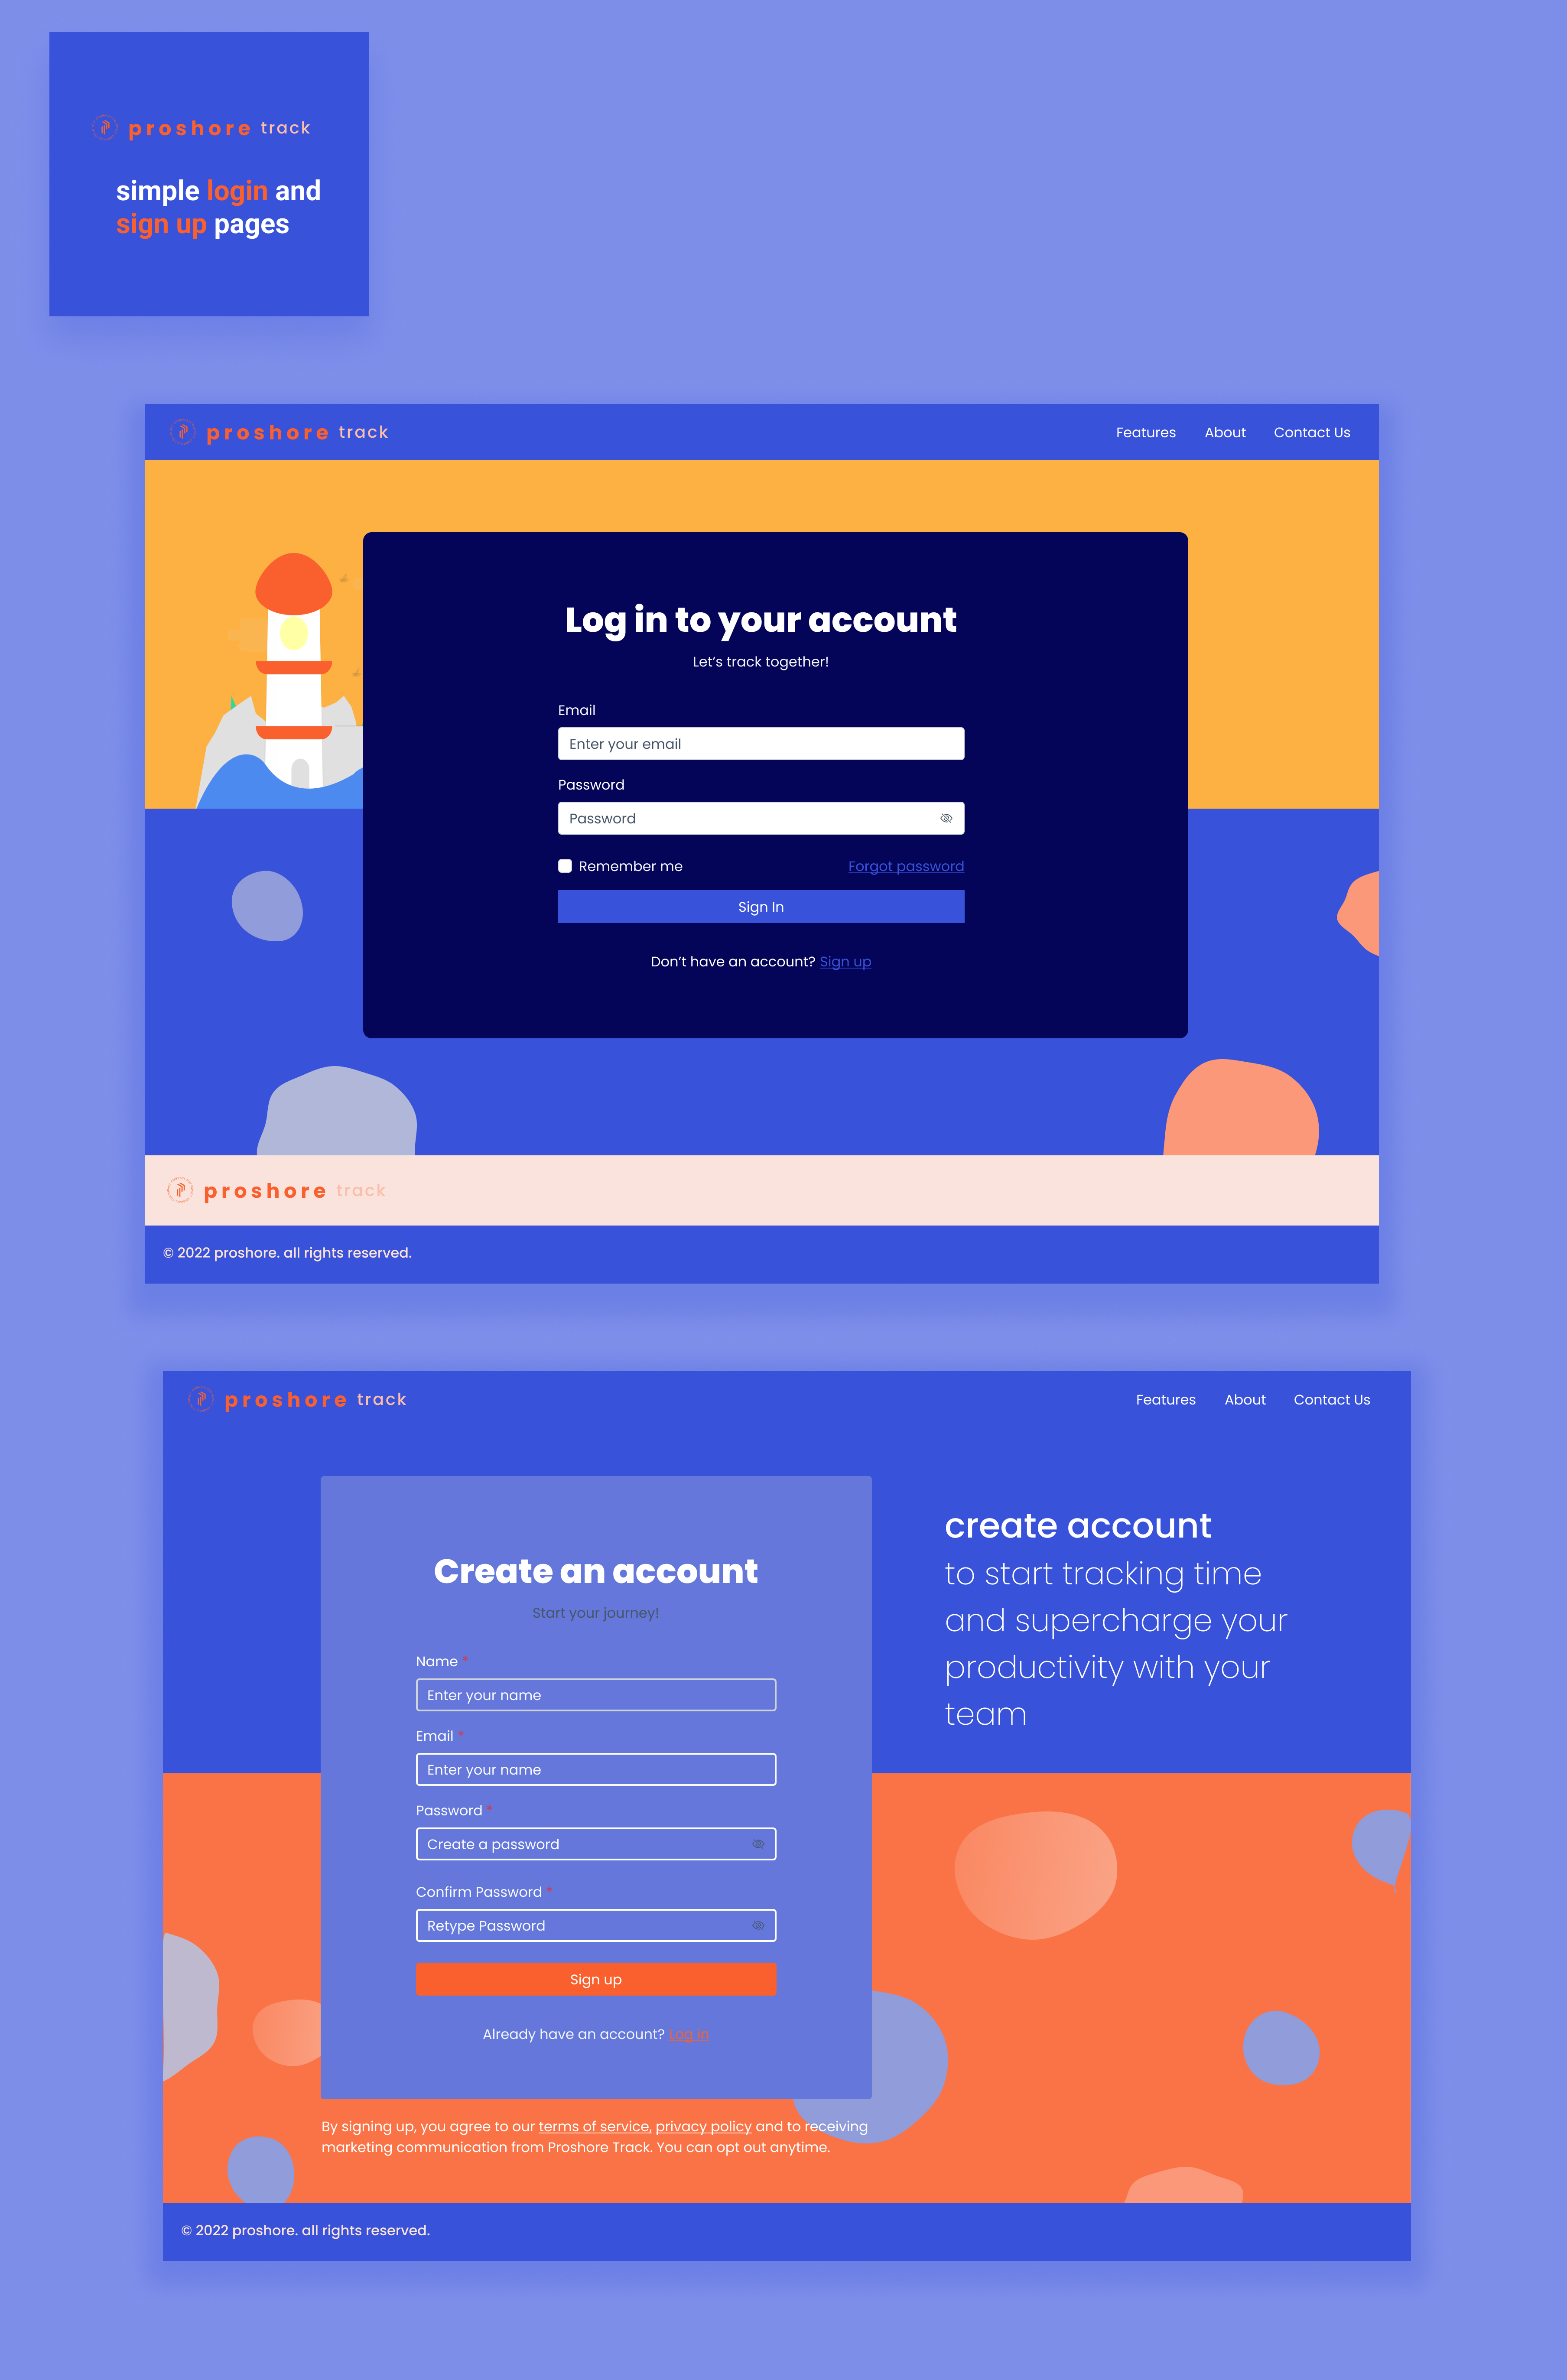 proshore track
simple login and
sign up pages
proshore track
Features About Contact Us
Log in to your account
Let's track together!
Email
Enter your email
Password
Password
Remember me Forgot password
Sign In
Don't have an account? Sign up
proshore track
© 2022 proshore. all rights reserved.
proshore track
Features About Contact Us
Create an account
Start your journey!
Name *
Enter your name
Email *
Enter your name
Password *
Create a password
Confirm Password *
Retype Password
Sign up
Already have an account? Log in
By signing up, you agree to our terms of service, privacy policy and to receiving
marketing communication from Proshore Track. You can opt out anytime.
create account
to start tracking time
and supercharge your
productivity with your
team
© 2022 proshore. all rights reserved.